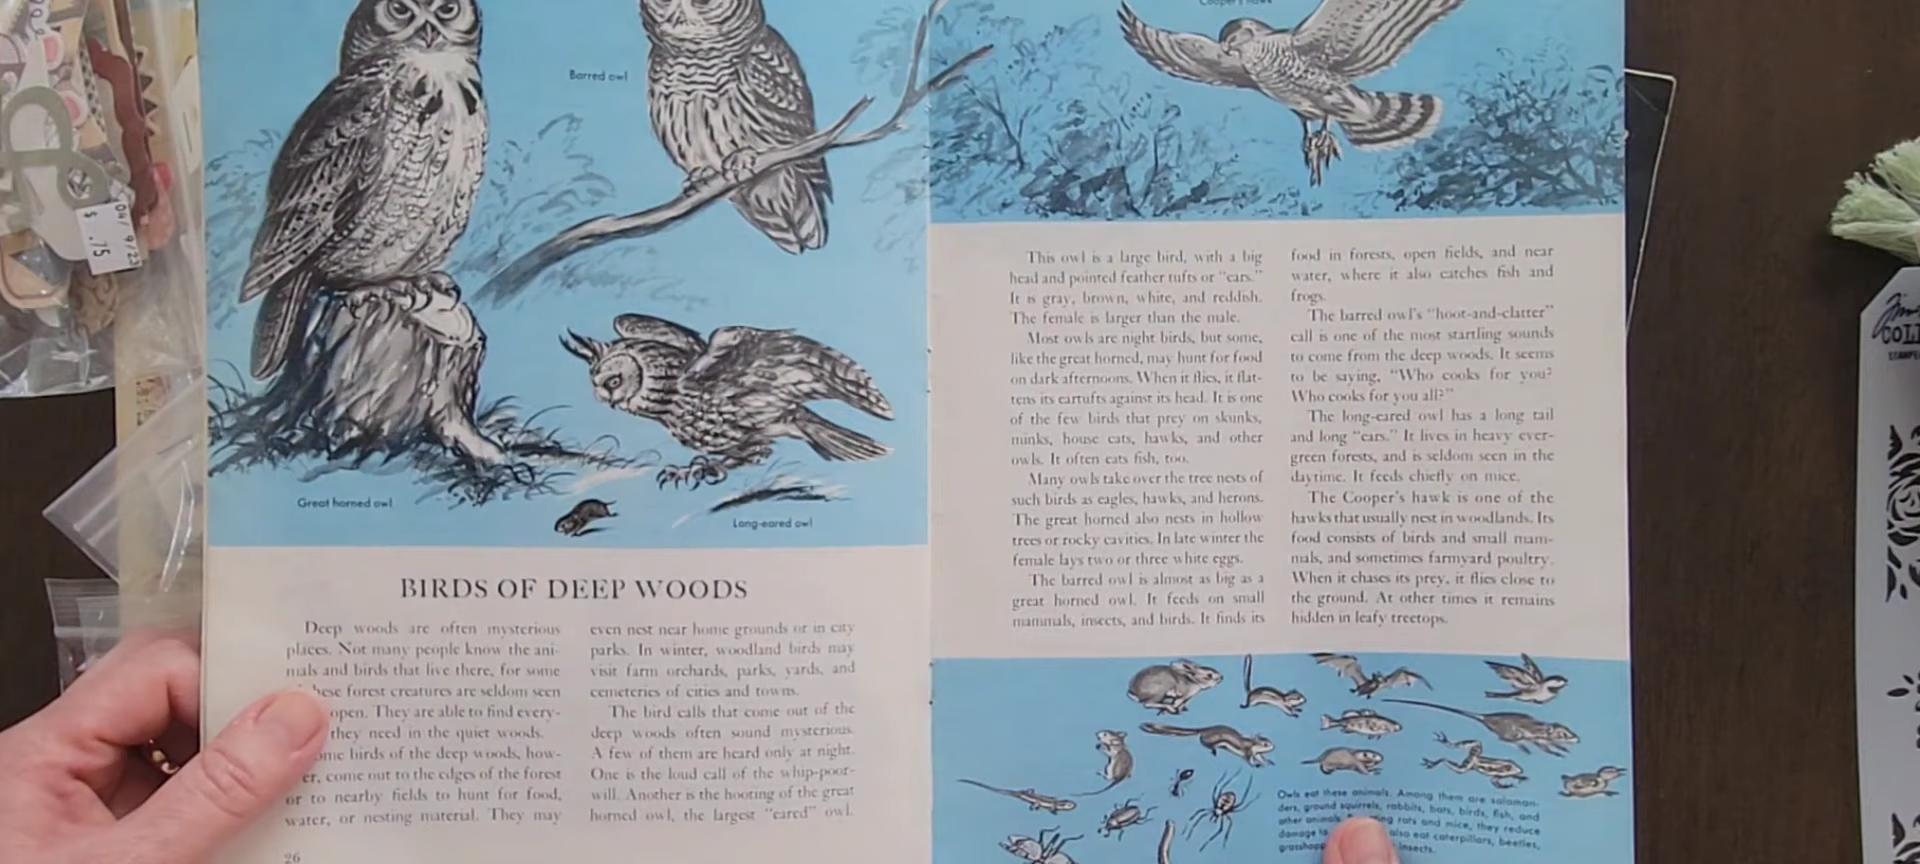 Barred owl
Great horned owl
Long-eared owl
BIRDS OF DEEP WOODS
Deep woods are often mysterious
places. Not many people know the ani-
mals and birds that live there, for some
these forest creatures are seldom seen
open. They are able to find every-
they need in the quiet woods.
birds of the deep woods, how-
er, come out to the edges of the forest
or to nearby fields to hunt for food,
water, or nesting material. They may
even nest near home grounds or in city
parks. In winter, woodland birds may
visit farm orchards, parks, yards, and
cemeteries of cities and towns.
The bird calls that come out of the
deep woods often sound mysterious.
A few of them are heard only at night.
One is the loud call of the whip-poor-
will. Another is the hooting of the great
horned owl, the largest "eared" owl.
26
Cooper's hawk
This owl is a large bird, with a big
head and pointed feather tufts or "ears."
It is gray, brown, white, and reddish.
The female is larger than the male.
Most owls are night birds, but some,
like the great horned, may hunt for food
on dark afternoons. When it flies, it flat-
tens its eartufts against its head. It is one
of the few birds that prey on skunks,
minks, house cats, hawks, and other
owls. It often eats fish, too.
Many owls take over the tree nests of
such birds as eagles, hawks, and herons.
The great horned also nests in hollow
trees or rocky cavities. In late winter the
female lays two or three white eggs.
The barred owl is almost as big as a
great horned owl. It feeds on small
mammals, insects, and birds. It finds its
food in forests, open fields, and near
water, where it also catches fish and
frogs.
The barred owl's "hoot-and-clatter"
call is one of the most startling sounds
to come from the deep woods. It seems
to be saying, "Who cooks for you?
Who cooks for you all?"
The long-eared owl has a long tail
and long "ears." It lives in heavy ever-
green forests, and is seldom seen in the
daytime. It feeds chiefly on mice.
The Cooper's hawk is one of the
hawks that usually nest in woodlands. Its
food consists of birds and small mam-
mals, and sometimes farmyard poultry.
When it chases its prey, it flies close to
the ground. At other times it remains
hidden in leafy treetops.
Owls eat these animals. Among them are salaman-
ders, ground squirrels, rabbits, bats, birds, fish, and
other animals. rats and mice, they reduce
damage also eat caterpillars, beetles,
insects.
$ .75